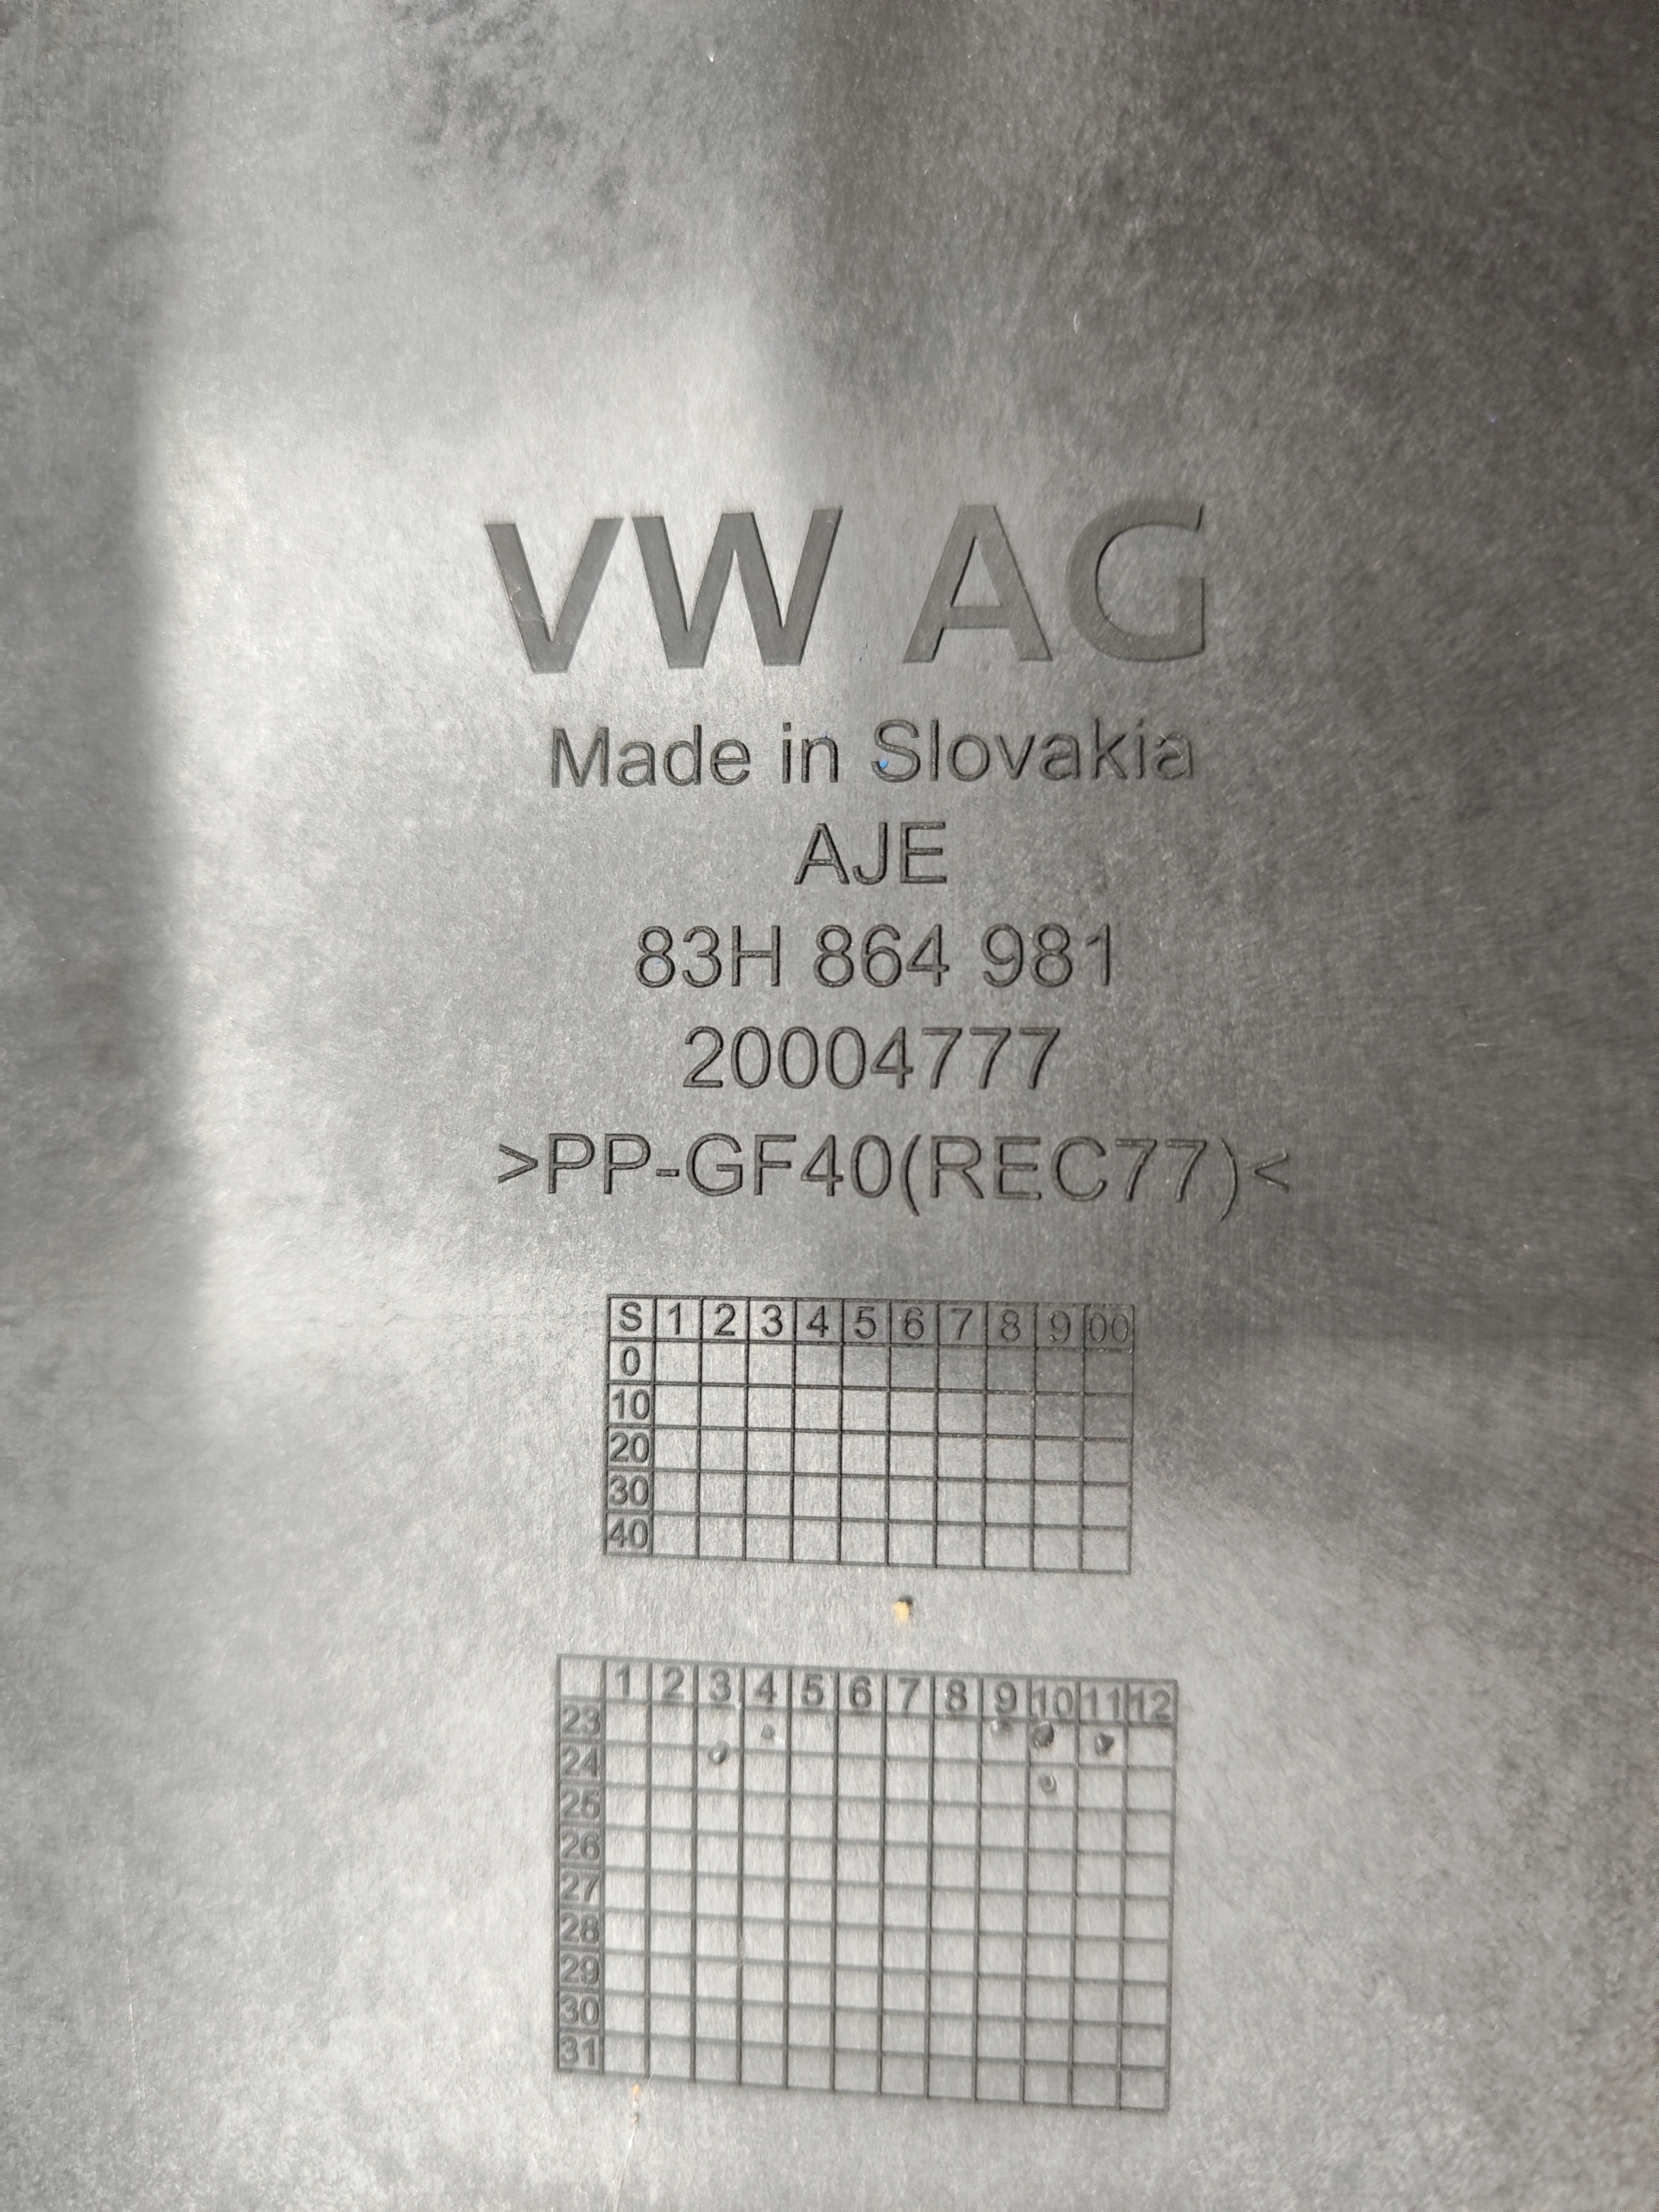 VW AG
Made in Slovakia
AJE
83H 864 981
20004777
>PP-GF40(REC77)<
S 1 2 3 4 5 6 7 8 9 00
0
10
20
30
40
1 2 3 4 5 6 7 8 9 10 11 12
23
24
25
26
27
28
29
30
31